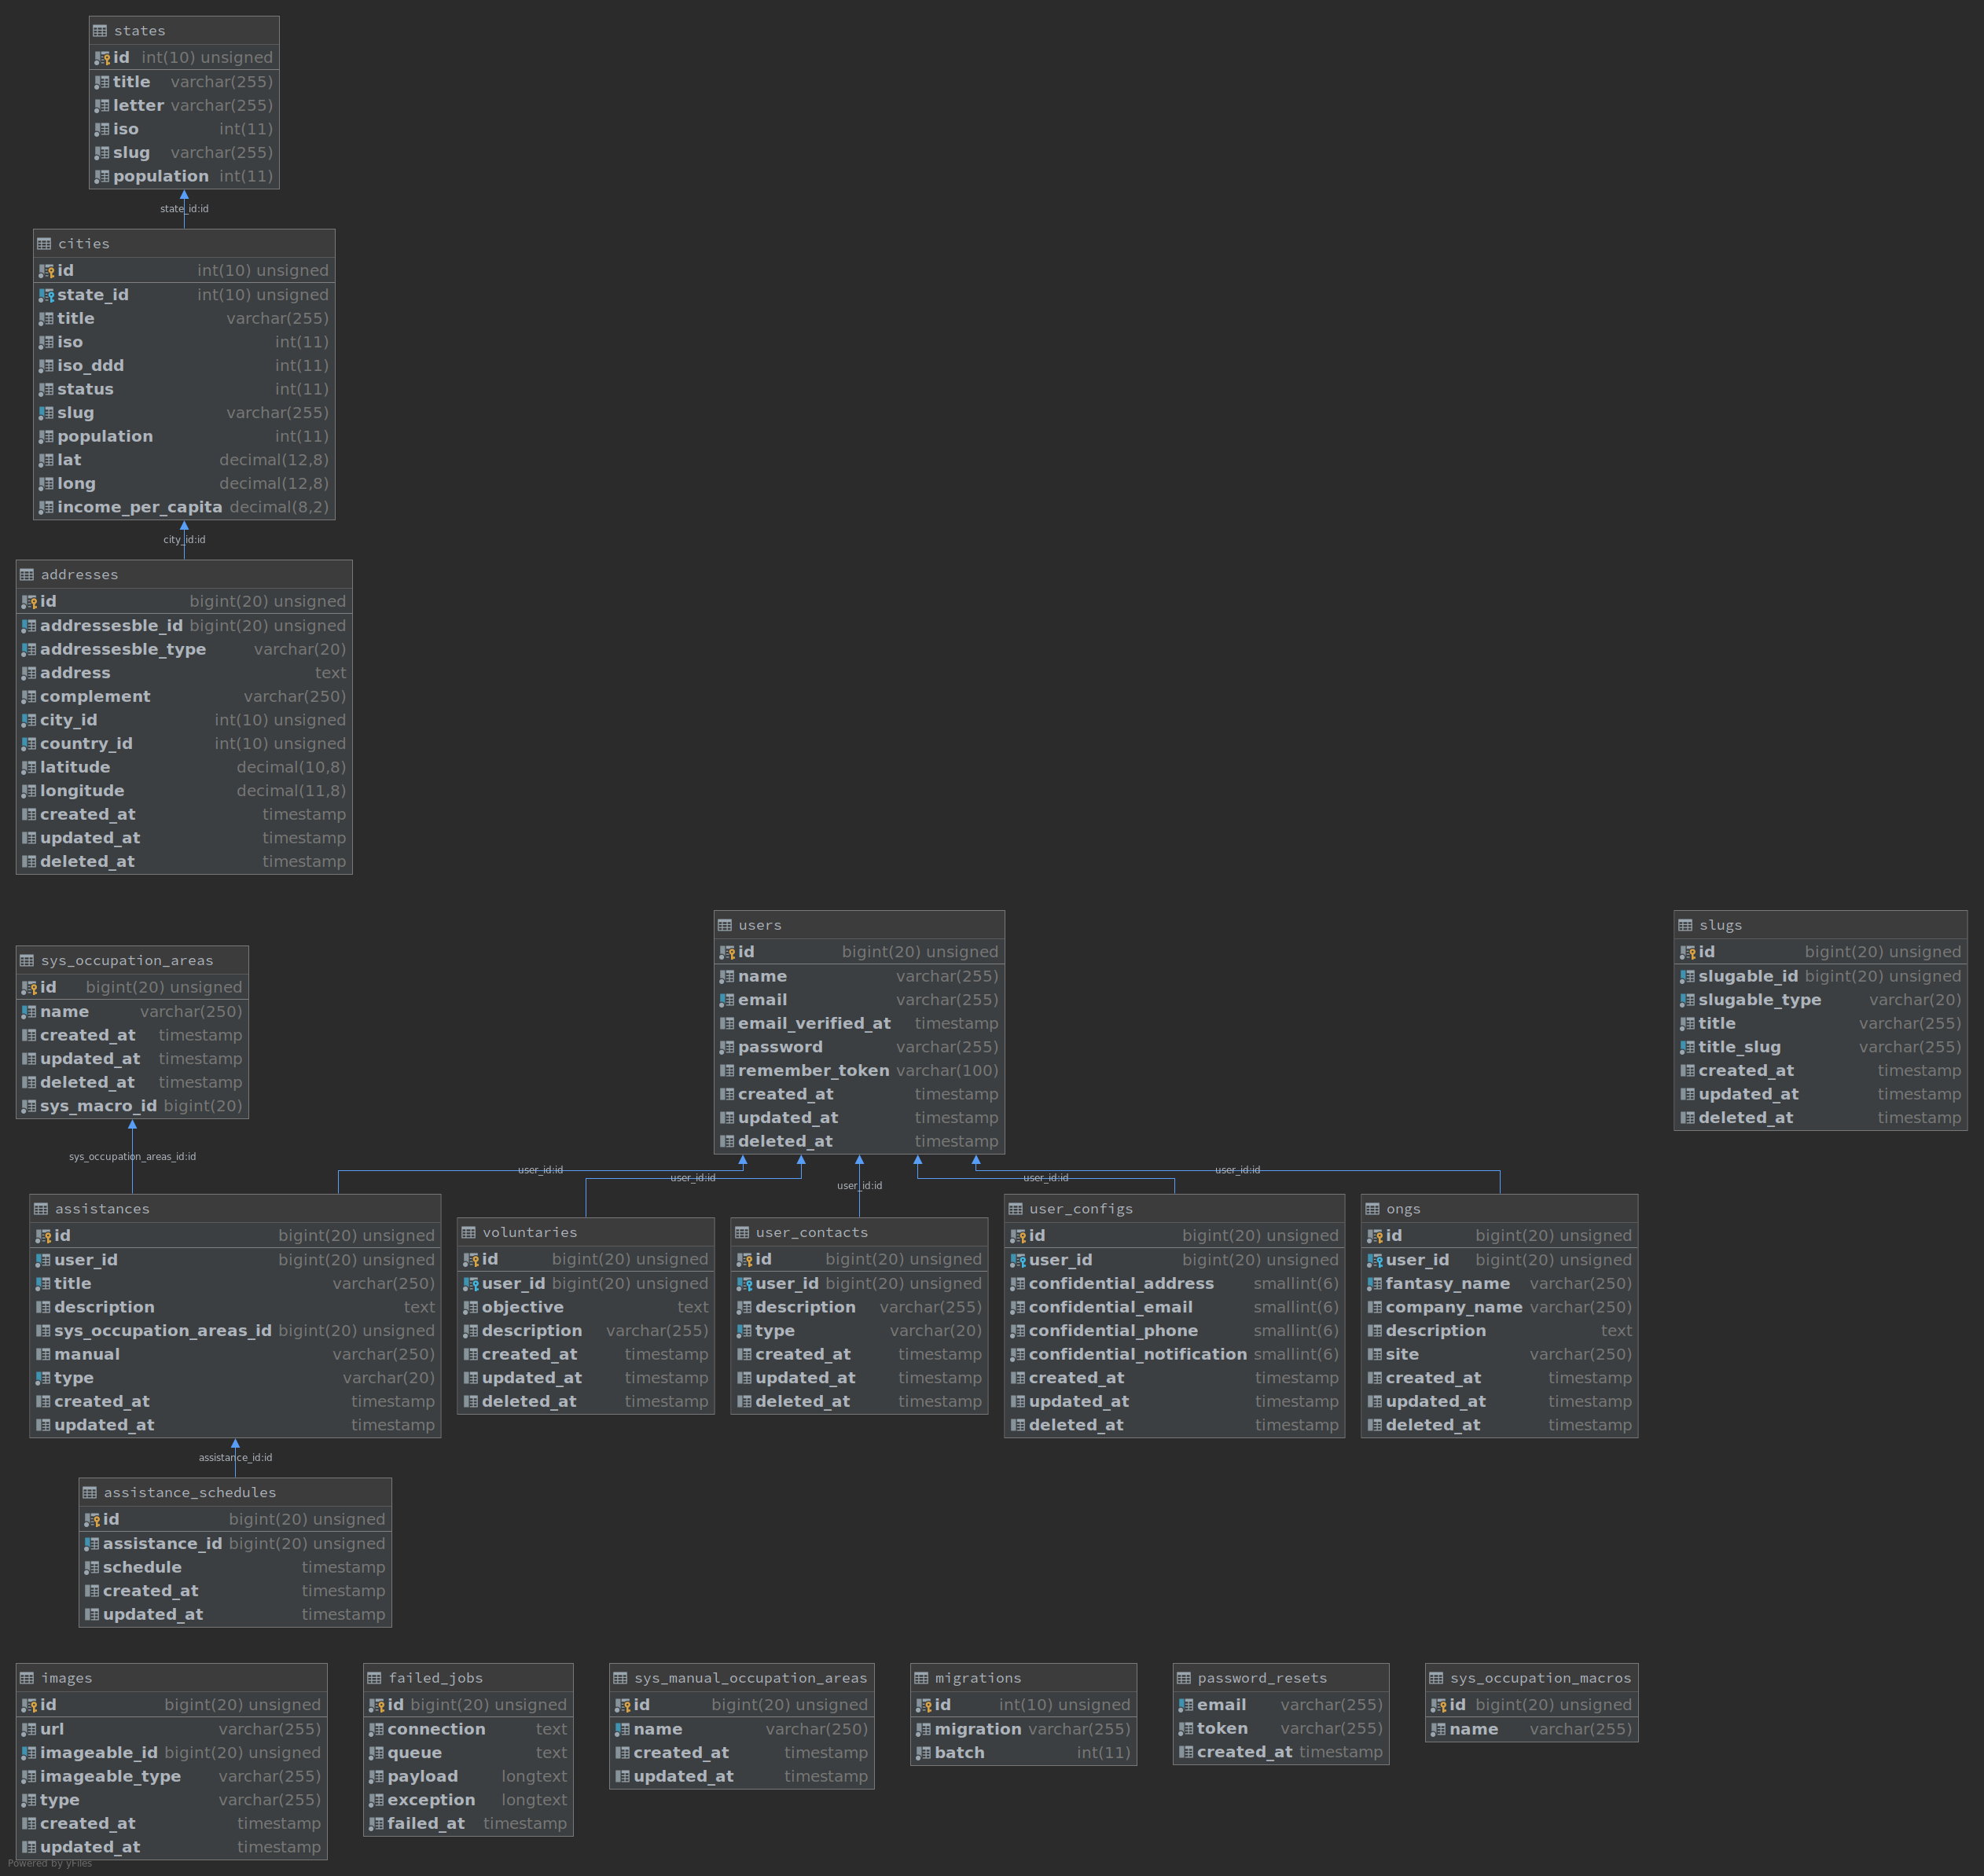 states
id int(10) unsigned
title varchar(255)
letter varchar(255)
iso int(11)
slug varchar(255)
population int(11)
state_id:id
cities
id int(10) unsigned
state_id int(10) unsigned
title varchar(255)
iso int(11)
iso_ddd int(11)
status int(11)
slug varchar(255)
population int(11)
lat decimal(12,8)
long decimal(12,8)
income_per_capita decimal(8,2)
city_id:id
addresses
id bigint(20) unsigned
addressesble_id bigint(20) unsigned
addressesble_type varchar(20)
address text
complement varchar(250)
city_id int(10) unsigned
country_id int(10) unsigned
latitude decimal(10,8)
longitude decimal(11,8)
created_at timestamp
updated_at timestamp
deleted_at timestamp
users
id bigint(20) unsigned
name varchar(255)
email varchar(255)
email_verified_at timestamp
password varchar(255)
remember_token varchar(100)
created_at timestamp
updated_at timestamp
deleted_at timestamp
slugs
id bigint(20) unsigned
slugable_id bigint(20) unsigned
slugable_type varchar(20)
title varchar(255)
title_slug varchar(255)
created_at timestamp
updated_at timestamp
deleted_at timestamp
sys_occupation_areas
id bigint(20) unsigned
name varchar(250)
created_at timestamp
updated_at timestamp
deleted_at timestamp
sys_macro_id bigint(20)
sys_occupation_areas_id:id
user_id:id
user_id:id
user_id:id
user_id:id
user_id:id
assistances
id bigint(20) unsigned
user_id bigint(20) unsigned
title varchar(250)
description text
sys_occupation_areas_id bigint(20) unsigned
manual varchar(250)
type varchar(20)
created_at timestamp
updated_at timestamp
voluntaries
id bigint(20) unsigned
user_id bigint(20) unsigned
objective text
description varchar(255)
created_at timestamp
updated_at timestamp
deleted_at timestamp
user_contacts
id bigint(20) unsigned
user_id bigint(20) unsigned
description varchar(255)
type varchar(20)
created_at timestamp
updated_at timestamp
deleted_at timestamp
user_configs
id bigint(20) unsigned
user_id bigint(20) unsigned
confidential_address smallint(6)
confidential_email smallint(6)
confidential_phone smallint(6)
confidential_notification smallint(6)
created_at timestamp
updated_at timestamp
deleted_at timestamp
ongs
id bigint(20) unsigned
user_id bigint(20) unsigned
fantasy_name varchar(250)
company_name varchar(250)
description text
site varchar(250)
created_at timestamp
updated_at timestamp
deleted_at timestamp
assistance_id:id
assistance_schedules
id bigint(20) unsigned
assistance_id bigint(20) unsigned
schedule timestamp
created_at timestamp
updated_at timestamp
images
id bigint(20) unsigned
url varchar(255)
imageable_id bigint(20) unsigned
imageable_type varchar(255)
type varchar(255)
created_at timestamp
updated_at timestamp
failed_jobs
id bigint(20) unsigned
connection text
queue text
payload longtext
exception longtext
failed_at timestamp
sys_manual_occupation_areas
id bigint(20) unsigned
name varchar(250)
created_at timestamp
updated_at timestamp
migrations
id int(10) unsigned
migration varchar(255)
batch int(11)
password_resets
email varchar(255)
token varchar(255)
created_at timestamp
sys_occupation_macros
id bigint(20) unsigned
name varchar(255)
Powered by yFiles